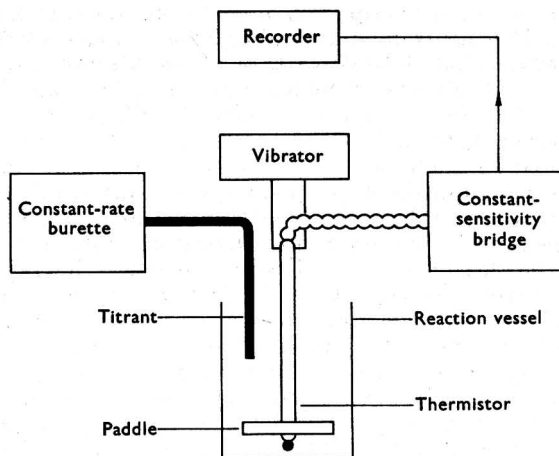 Recorder
Vibrator
Constant-rate
burette
Constant-
sensitivity
bridge
Titrant
Reaction vessel
Thermistor
Paddle